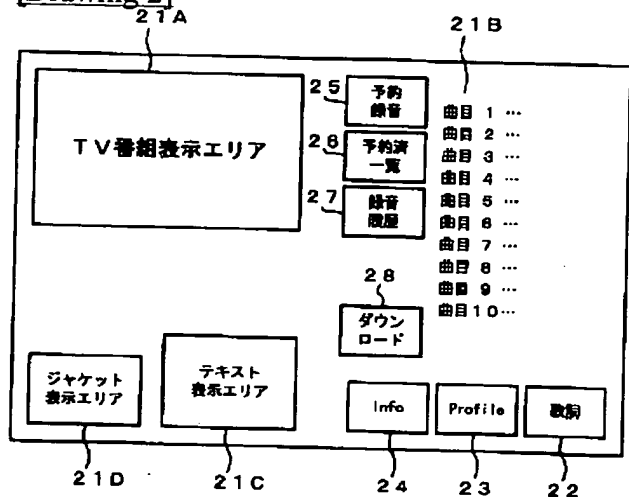 [Drawing 2]
21A
21B
TV番組表示エリア
25
予約
録音
26
予約済
一覧
27
録音
履歴
曲目 1 …
曲目 2 …
曲目 3 …
曲目 4 …
曲目 5 …
曲目 6 …
曲目 7 …
曲目 8 …
曲目 9 …
曲目 10…
28
ダウン
ロード
ジャケット
表示エリア
テキスト
表示エリア
Info
Profile
歌詞
21D
21C
24
23
22